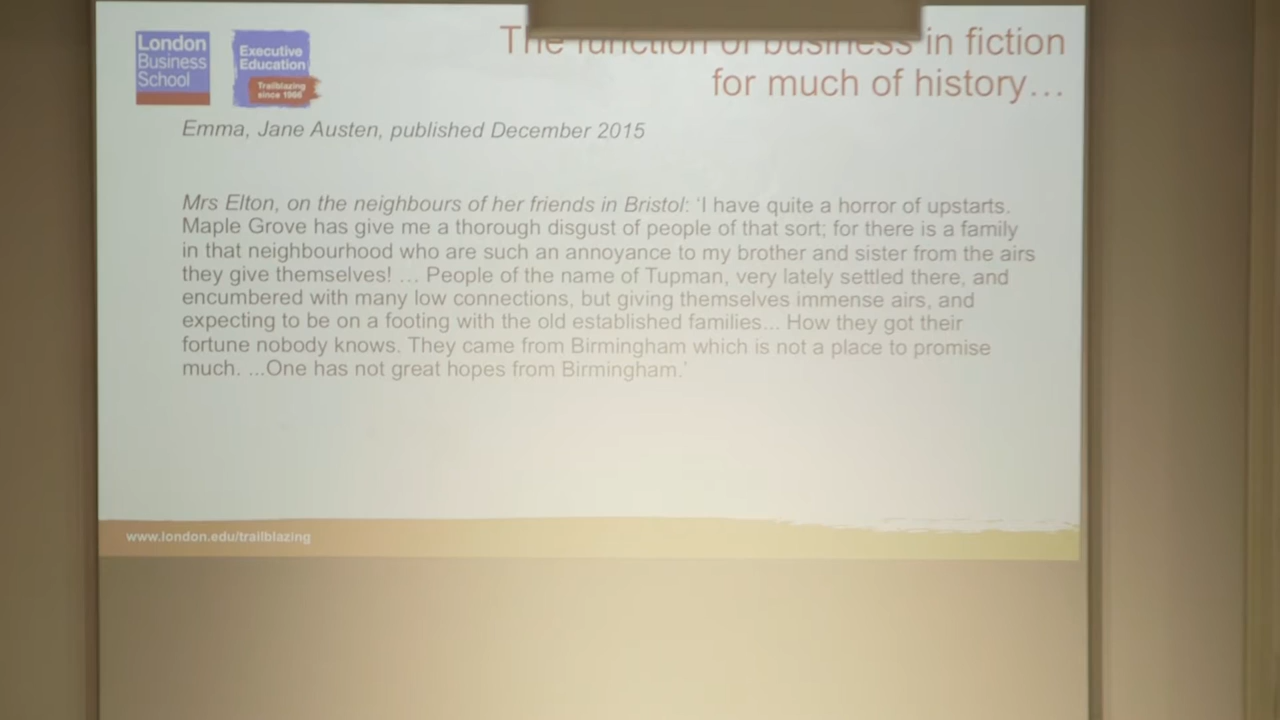 London
Business
School
Executive
Education
Trailblazing
since 1966
The function of business in fiction
for much of history…
Emma, Jane Austen, published December 2015
Mrs Elton, on the neighbours of her friends in Bristol: ‘I have quite a horror of upstarts.
Maple Grove has give me a thorough disgust of people of that sort; for there is a family
in that neighbourhood who are such an annoyance to my brother and sister from the airs
they give themselves! … People of the name of Tupman, very lately settled there, and
encumbered with many low connections, but giving themselves immense airs, and
expecting to be on a footing with the old established families... How they got their
fortune nobody knows. They came from Birmingham which is not a place to promise
much. ...One has not great hopes from Birmingham.’
www.london.edu/trailblazing